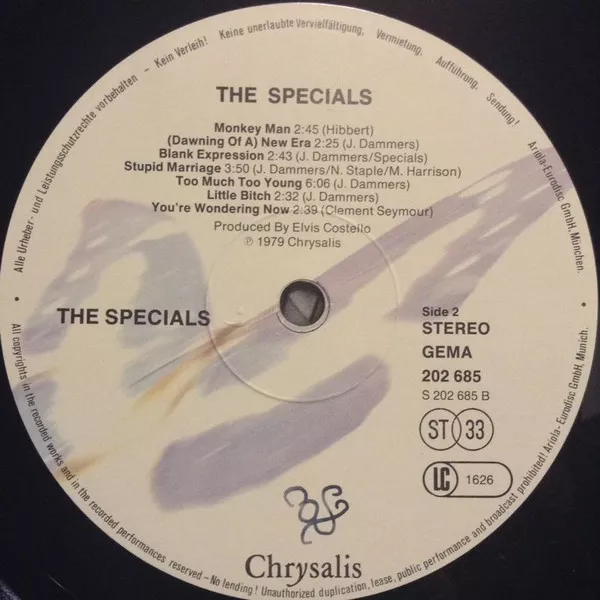 Alle Urheber- und Leistungsschutzrechte vorbehalten – Kein Verleih! Keine unerlaubte Vervielfältigung, Vermietung, Aufführung, Sendung! Ariola-Eurodisc GmbH, München.
THE SPECIALS
Monkey Man 2:45 (Hibbert)
(Dawning Of A) New Era 2:25 (J. Dammers)
Blank Expression 2:43 (J. Dammers/Specials)
Stupid Marriage 3:50 (J. Dammers/N. Staple/M. Harrison)
Too Much Too Young 6:06 (J. Dammers)
Little Bitch 2:32 (J. Dammers)
You're Wondering Now 2:39 (Clement Seymour)
Produced By Elvis Costello
℗ 1979 Chrysalis
THE SPECIALS
Side 2
STEREO
GEMA
202 685
S 202 685 B
ST 33
LC 1626
Chrysalis
All copyrights in the recorded works and in the recorded performances reserved – No lending! Unauthorized duplication, lease, public performance and broadcast prohibited! Ariola-Eurodisc GmbH, Munich.